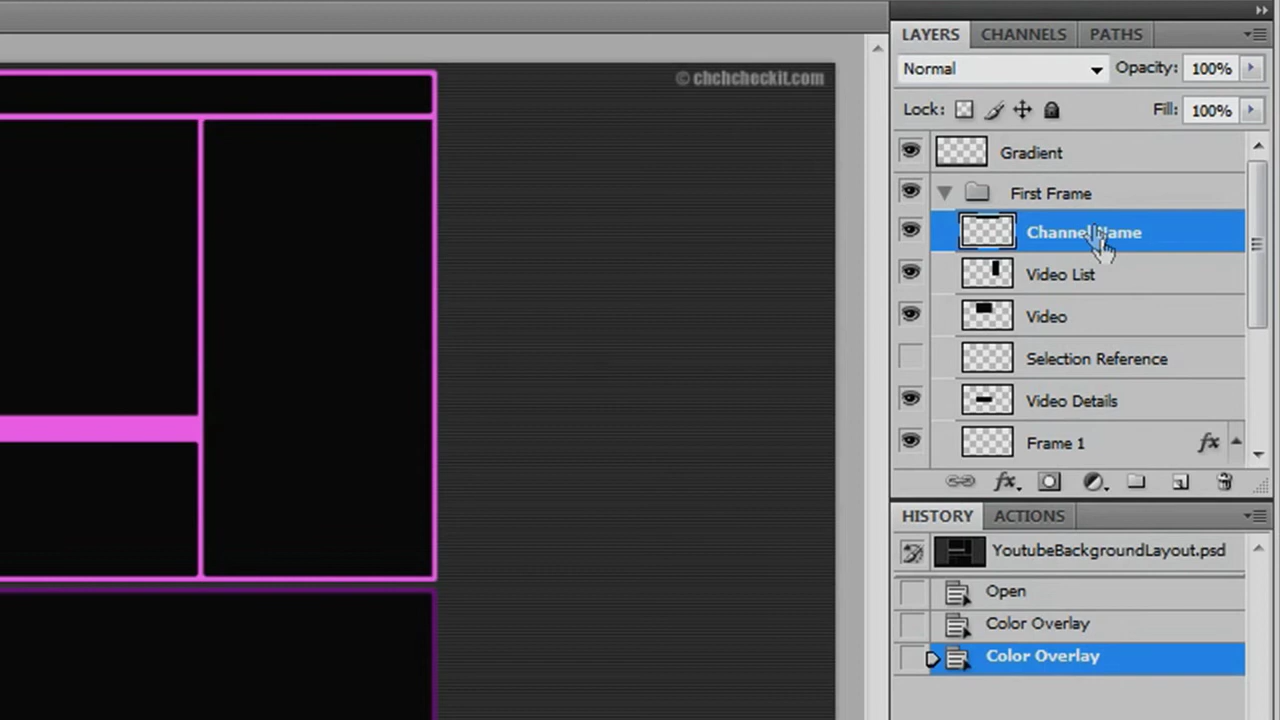 LAYERS CHANNELS PATHS
Normal Opacity: 100%
© chchcheckit.com
Lock: Fill: 100%
Gradient
First Frame
Channel Name
Video List
Video
Selection Reference
Video Details
Frame 1 fx
fx
HISTORY ACTIONS
YoutubeBackgroundLayout.psd
Open
Color Overlay
Color Overlay